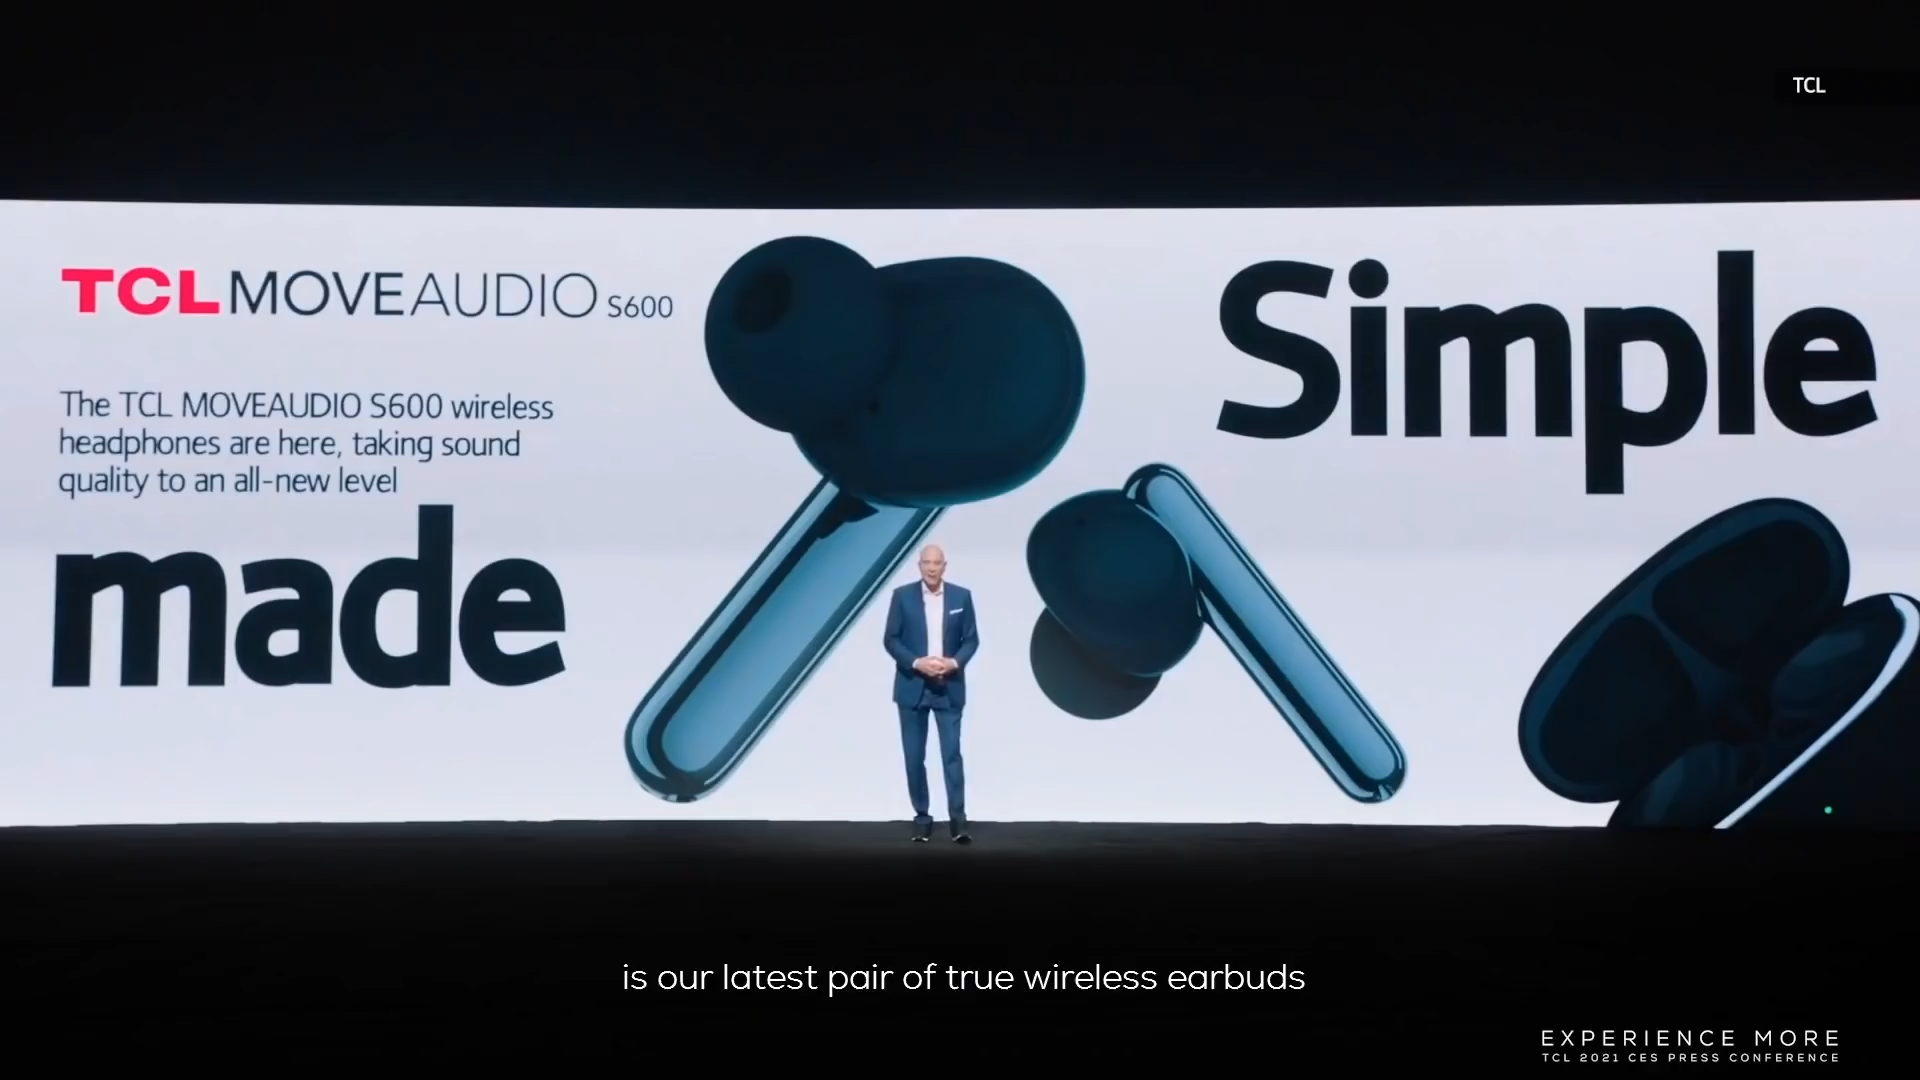 TCL
TCL MOVEAUDIO S600
The TCL MOVEAUDIO S600 wireless
headphones are here, taking sound
quality to an all-new level
made
Simple
is our latest pair of true wireless earbuds
EXPERIENCE MORE
TCL 2021 CES PRESS CONFERENCE